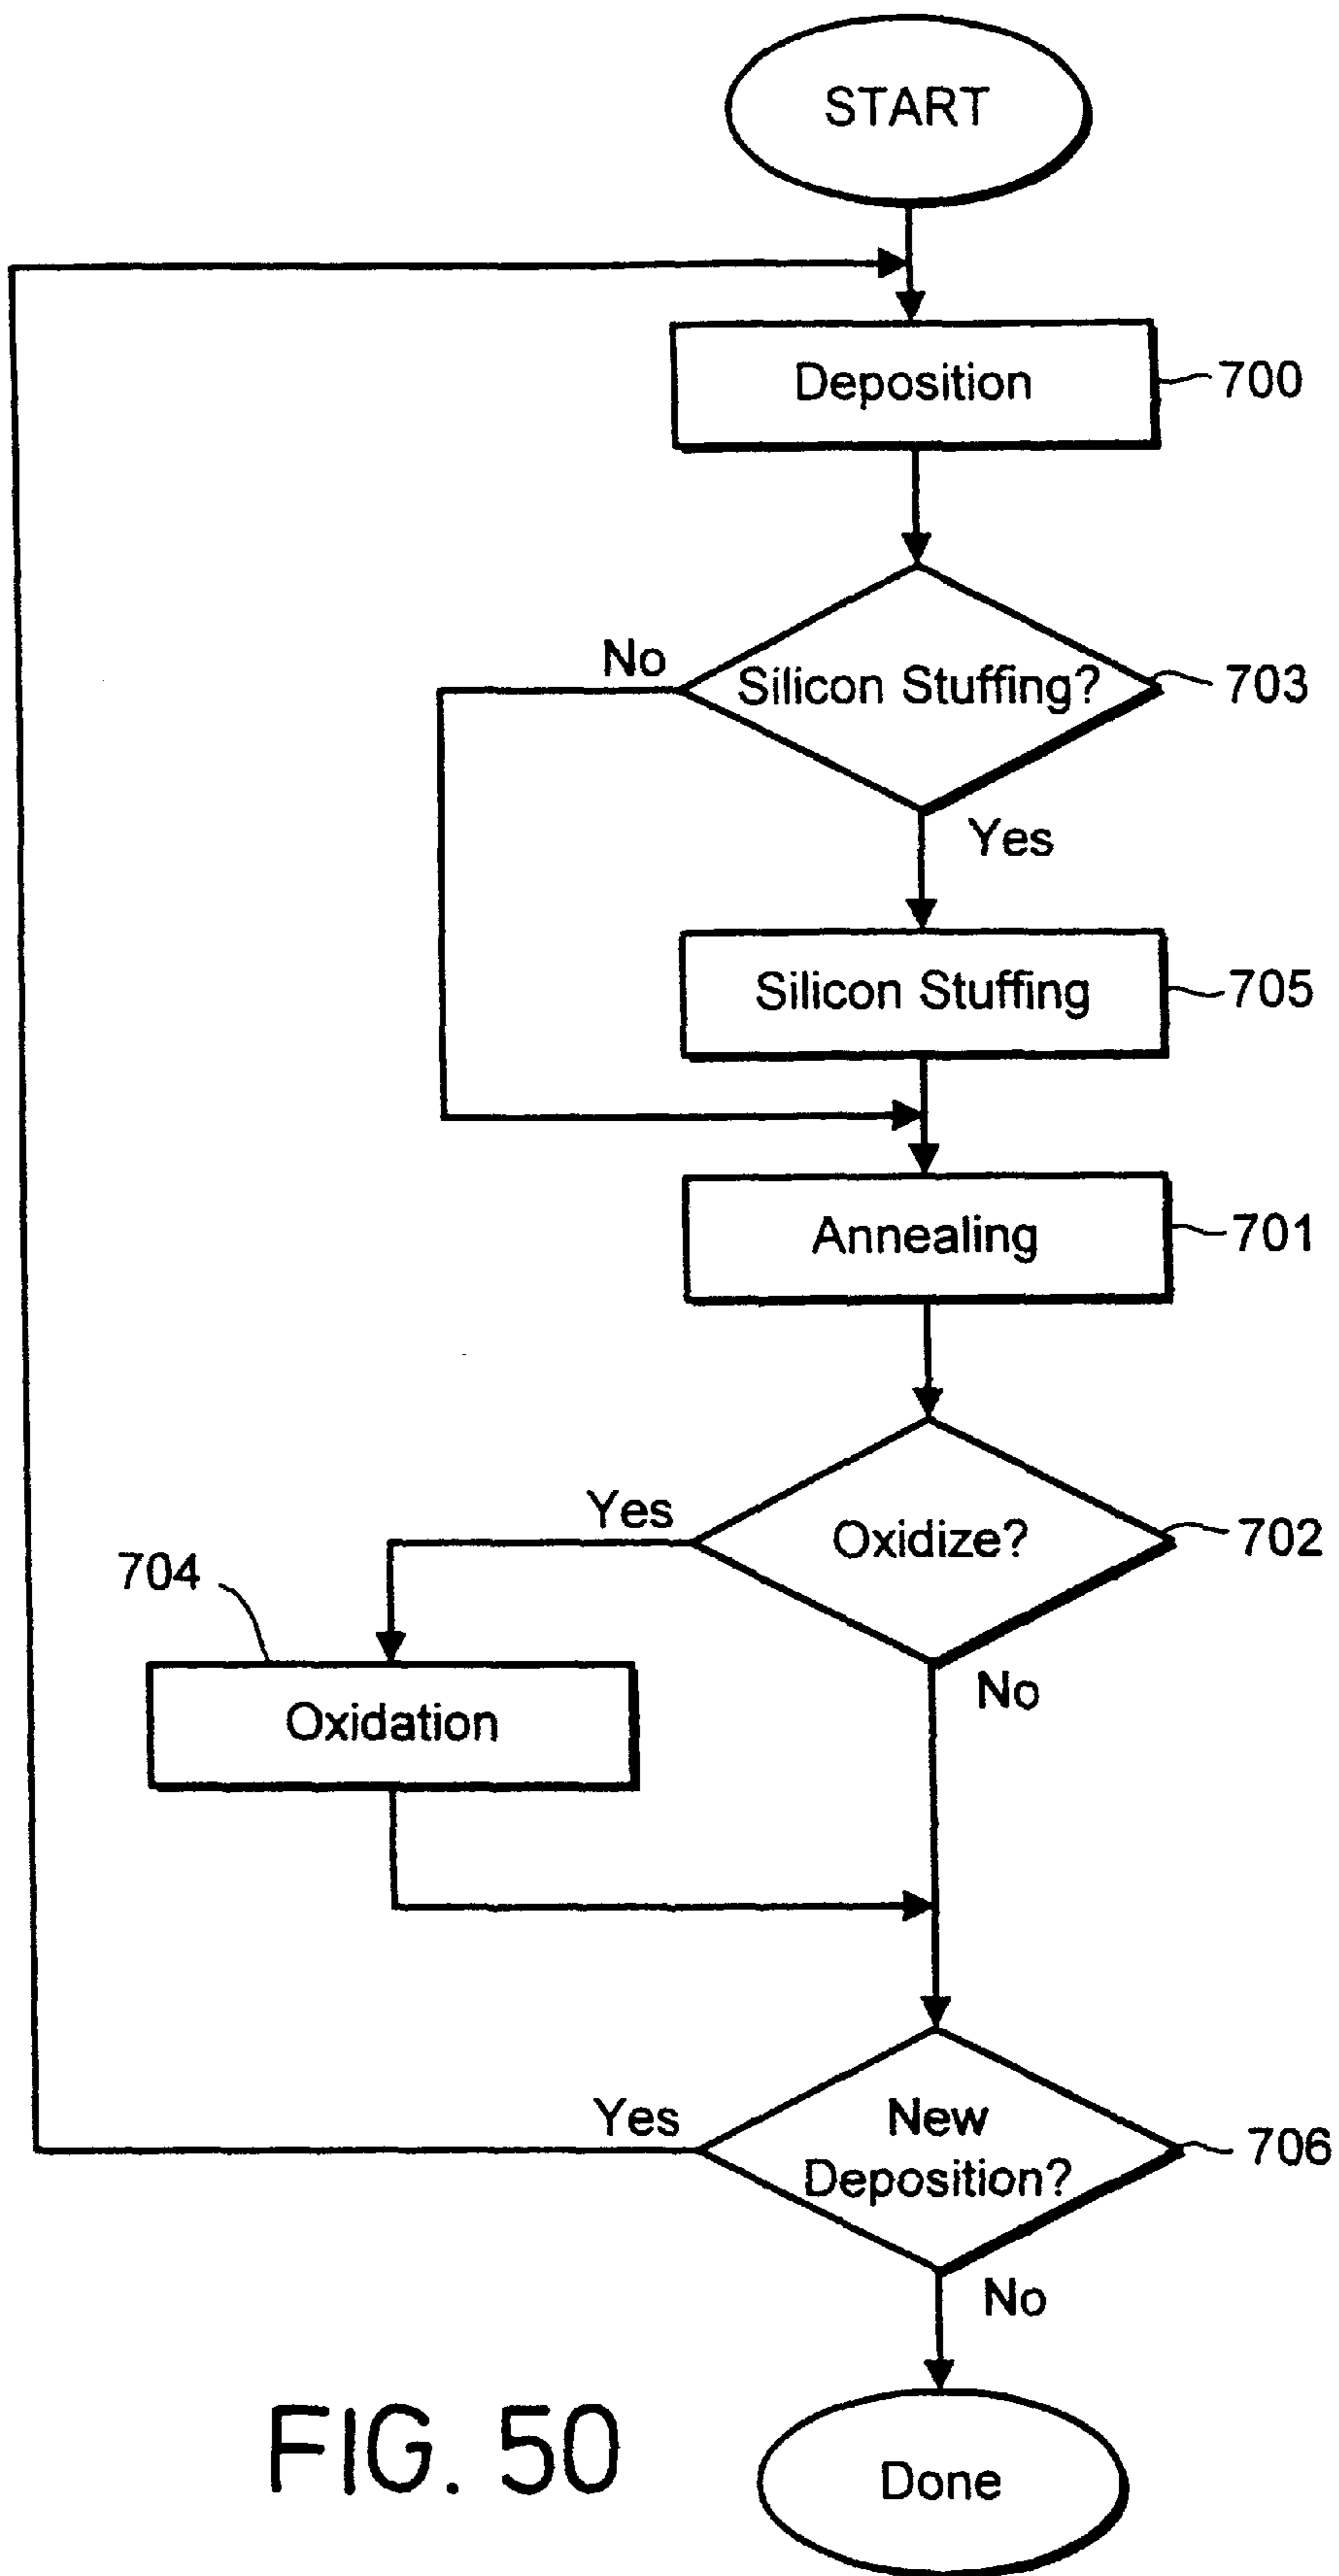 START
Deposition
700
No
Silicon Stuffing?
703
Yes
Silicon Stuffing
705
Annealing
701
Yes
Oxidize?
702
704
No
Oxidation
Yes
New
Deposition?
706
No
Done
FIG. 50